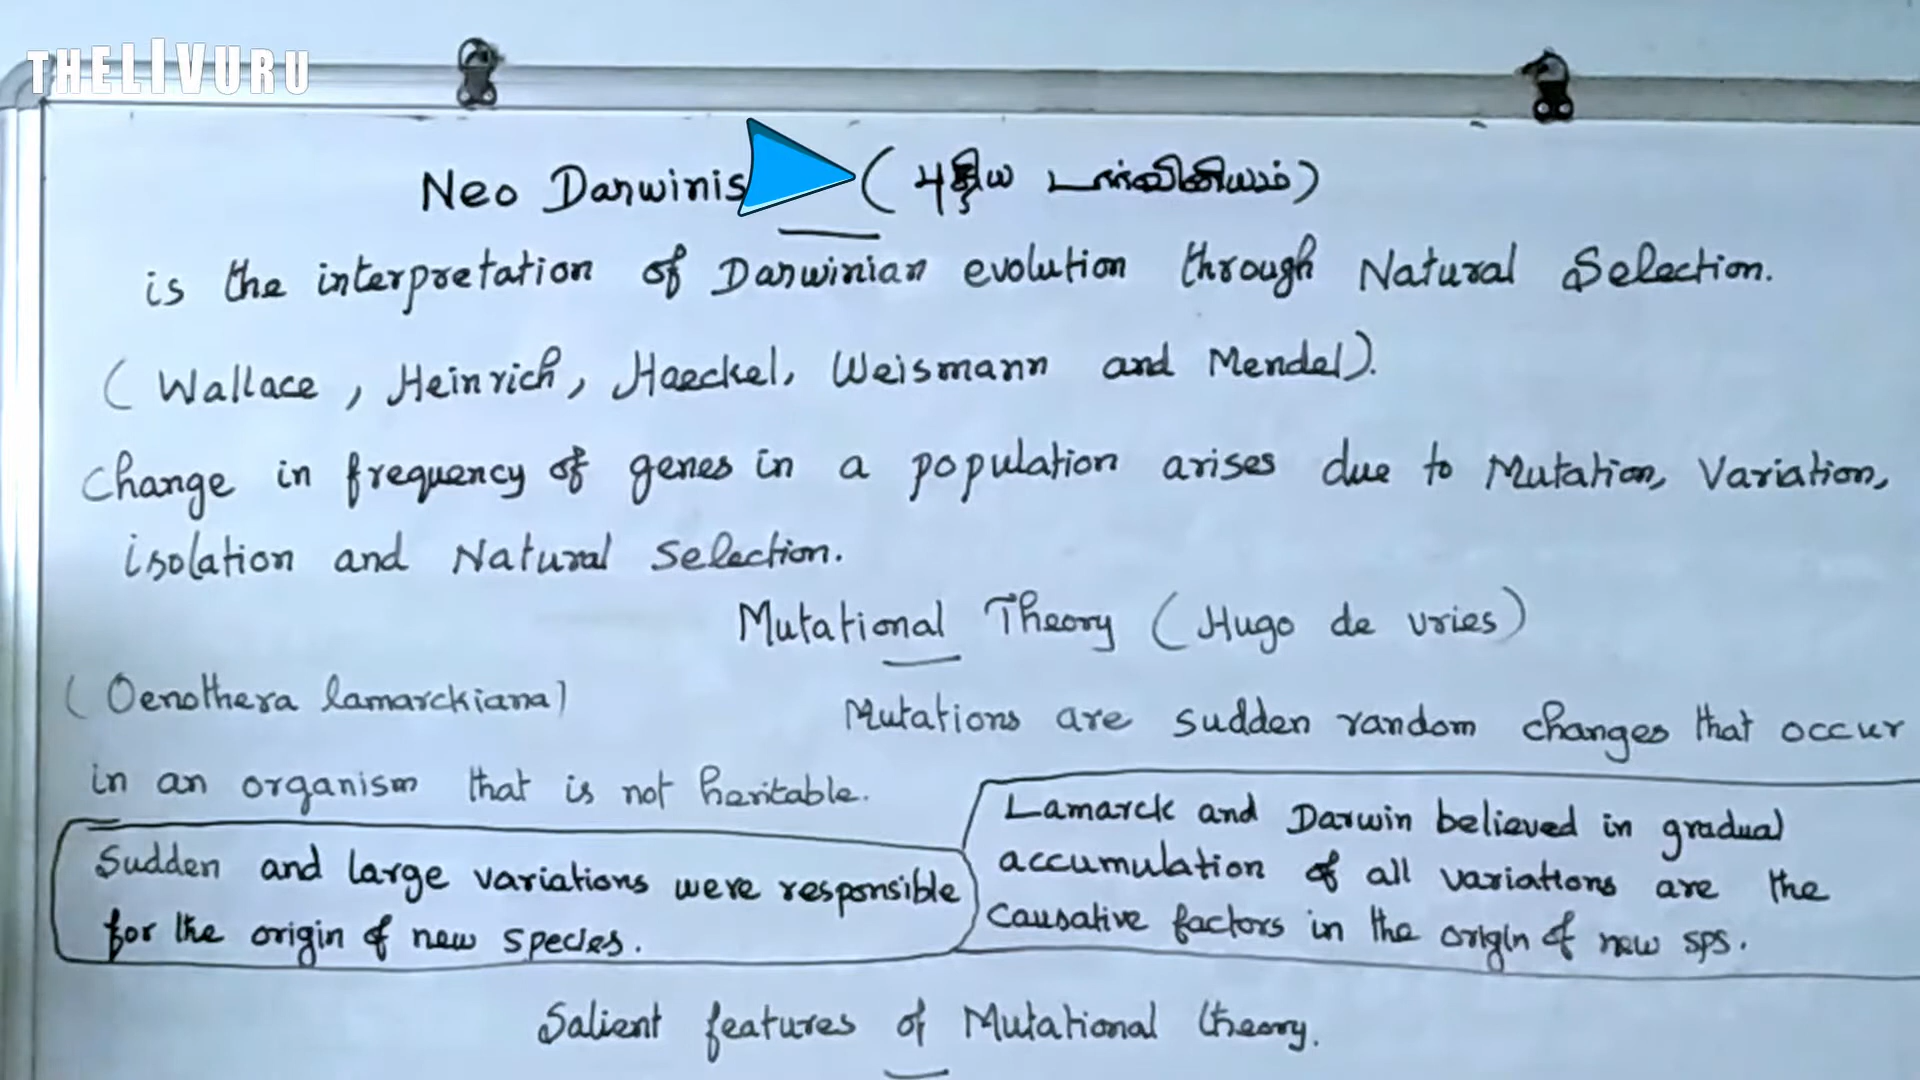 THELIVURU
Neo Darwinis (புதிய டார்வினியம்)
is the interpretation of Darwinian evolution through Natural Selection.
(Wallace, Heinrich, Haeckel, Weismann and Mendel).
Change in frequency of genes in a population arises due to Mutation, Variation,
isolation and Natural Selection.
Mutational Theory (Hugo de vries)
(Oenothera lamarckiana)
Mutations are sudden random changes that occur
in an organism that is not heritable.
Sudden and large variations were responsible
for the origin of new species.
Lamarck and Darwin believed in gradual
accumulation of all variations are the
causative factors in the origin of new sps.
Salient features of Mutational theory.